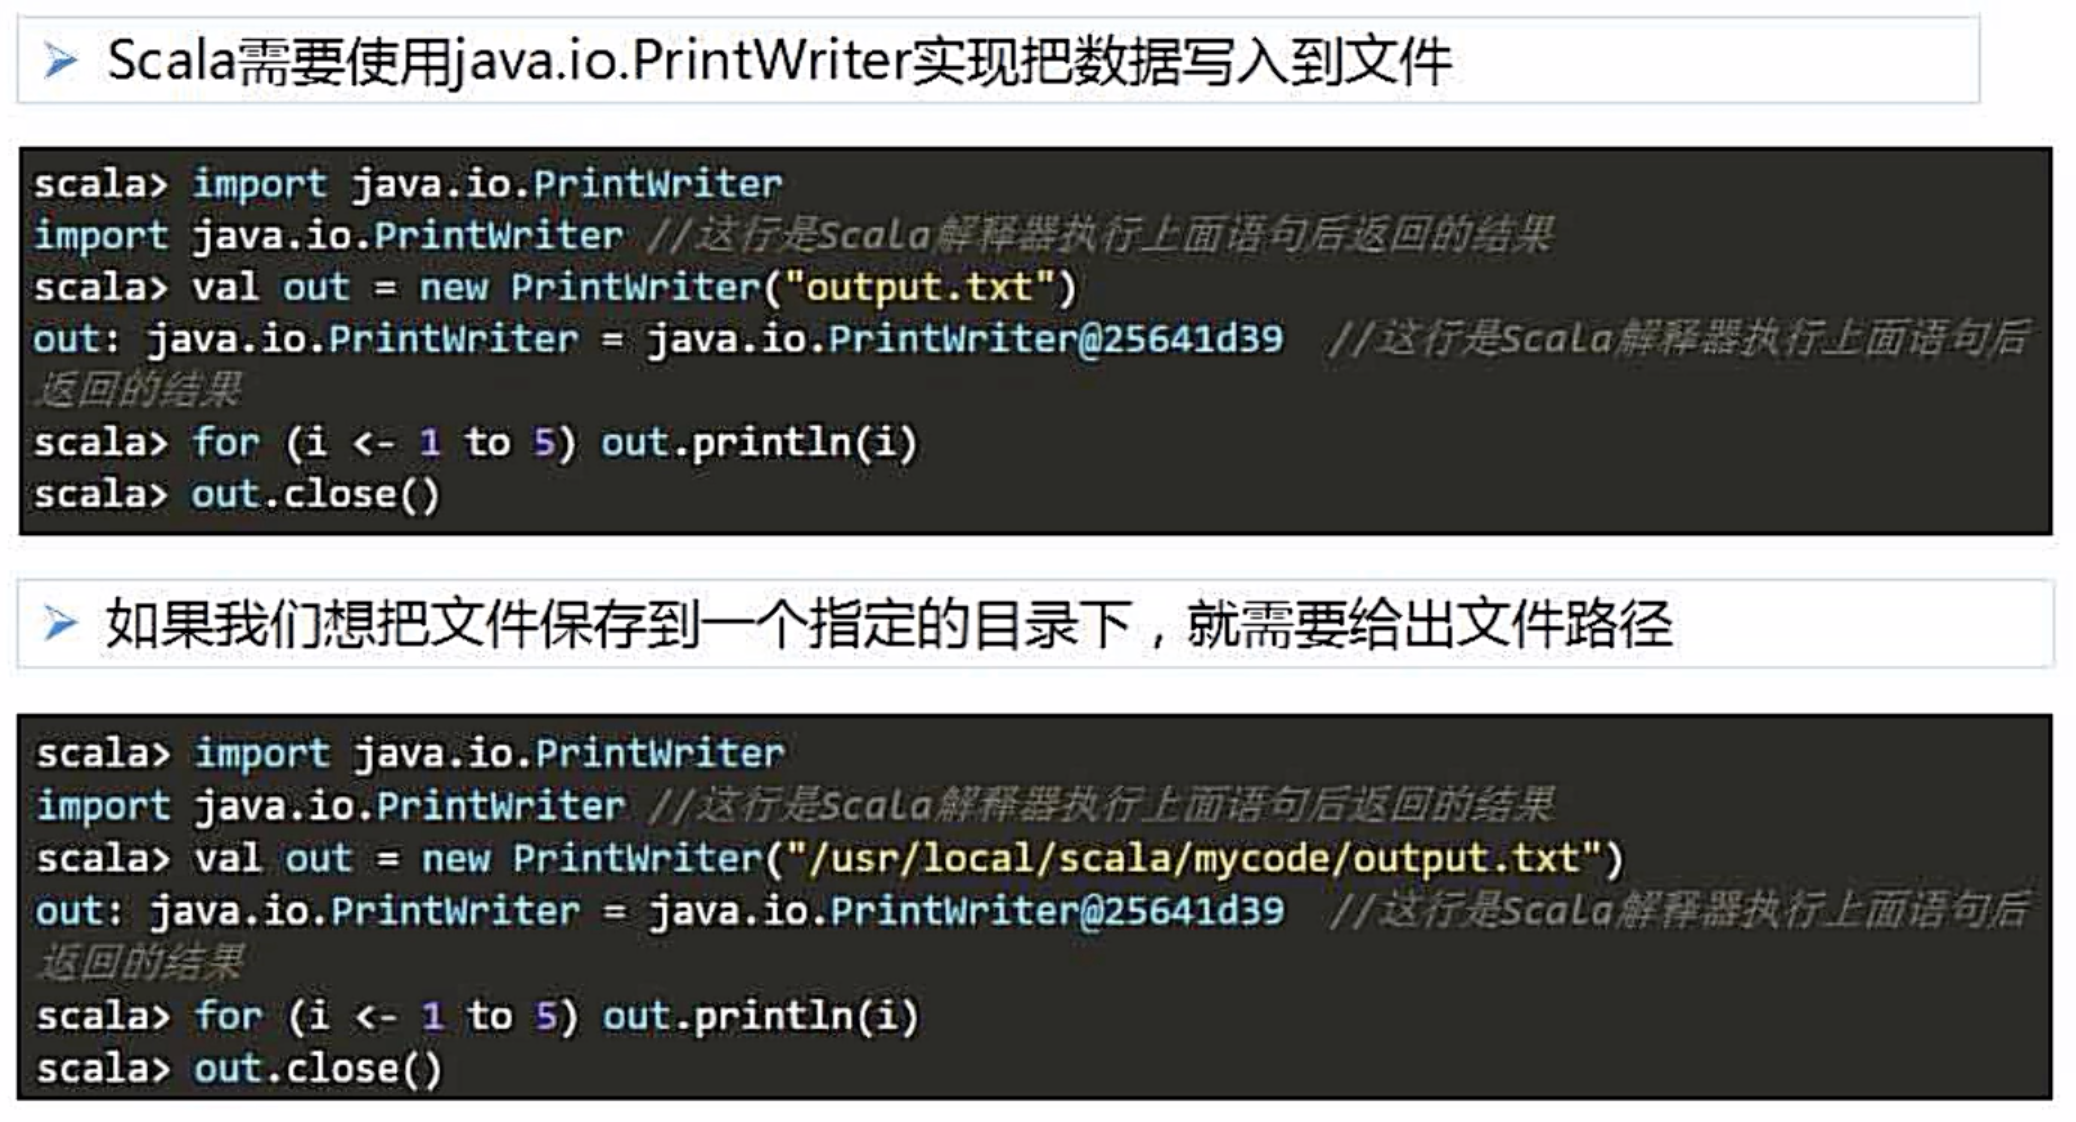 Scala需要使用java.io.PrintWriter实现把数据写入到文件
scala> import java.io.PrintWriter
import java.io.PrintWriter //这行是Scala解释器执行上面语句后返回的结果
scala> val out = new PrintWriter("output.txt")
out: java.io.PrintWriter = java.io.PrintWriter@25641d39  //这行是Scala解释器执行上面语句后
返回的结果
scala> for (i <- 1 to 5) out.println(i)
scala> out.close()
如果我们想把文件保存到一个指定的目录下，就需要给出文件路径
scala> import java.io.PrintWriter
import java.io.PrintWriter //这行是Scala解释器执行上面语句后返回的结果
scala> val out = new PrintWriter("/usr/local/scala/mycode/output.txt")
out: java.io.PrintWriter = java.io.PrintWriter@25641d39  //这行是Scala解释器执行上面语句后
返回的结果
scala> for (i <- 1 to 5) out.println(i)
scala> out.close()